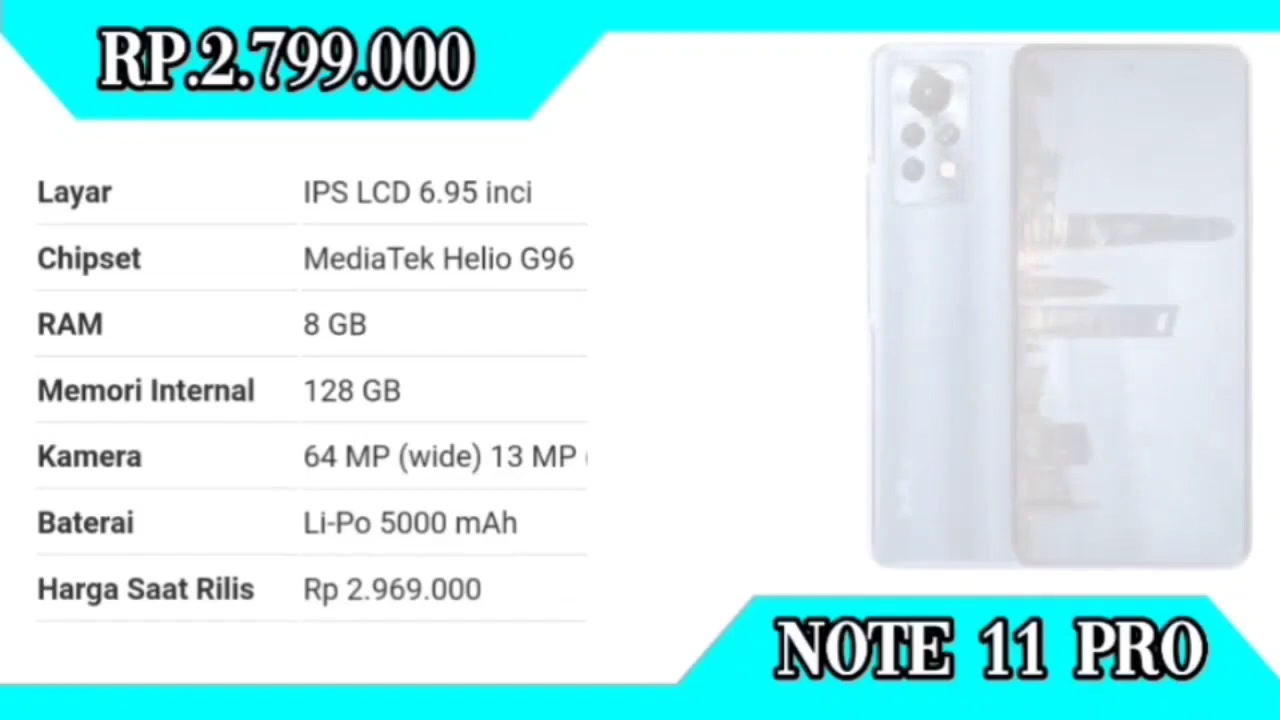 RP.2.799.000
Layar IPS LCD 6.95 inci
Chipset MediaTek Helio G96
RAM 8 GB
Memori Internal 128 GB
Kamera 64 MP (wide) 13 MP
Baterai Li-Po 5000 mAh
Harga Saat Rilis Rp 2.969.000
NOTE 11 PRO